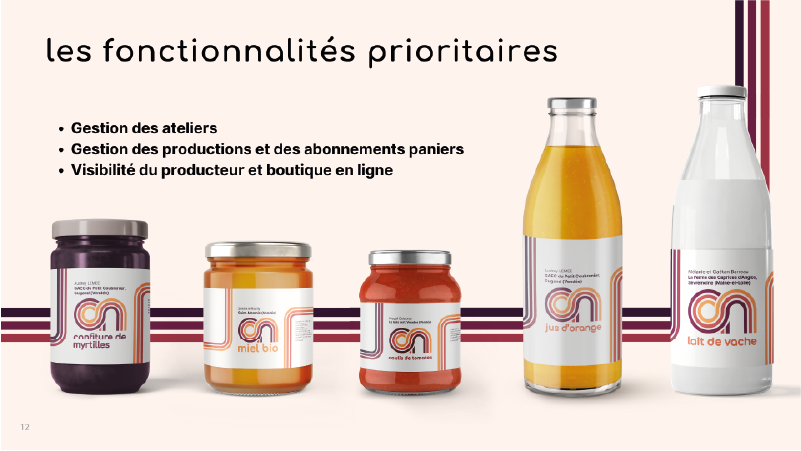 les fonctionnalités prioritaires
• Gestion des ateliers
• Gestion des productions et des abonnements paniers
• Visibilité du producteur et boutique en ligne
confiture de
myrtilles
miel bio
coulis de tomates
jus d'orange
lait de vache
12